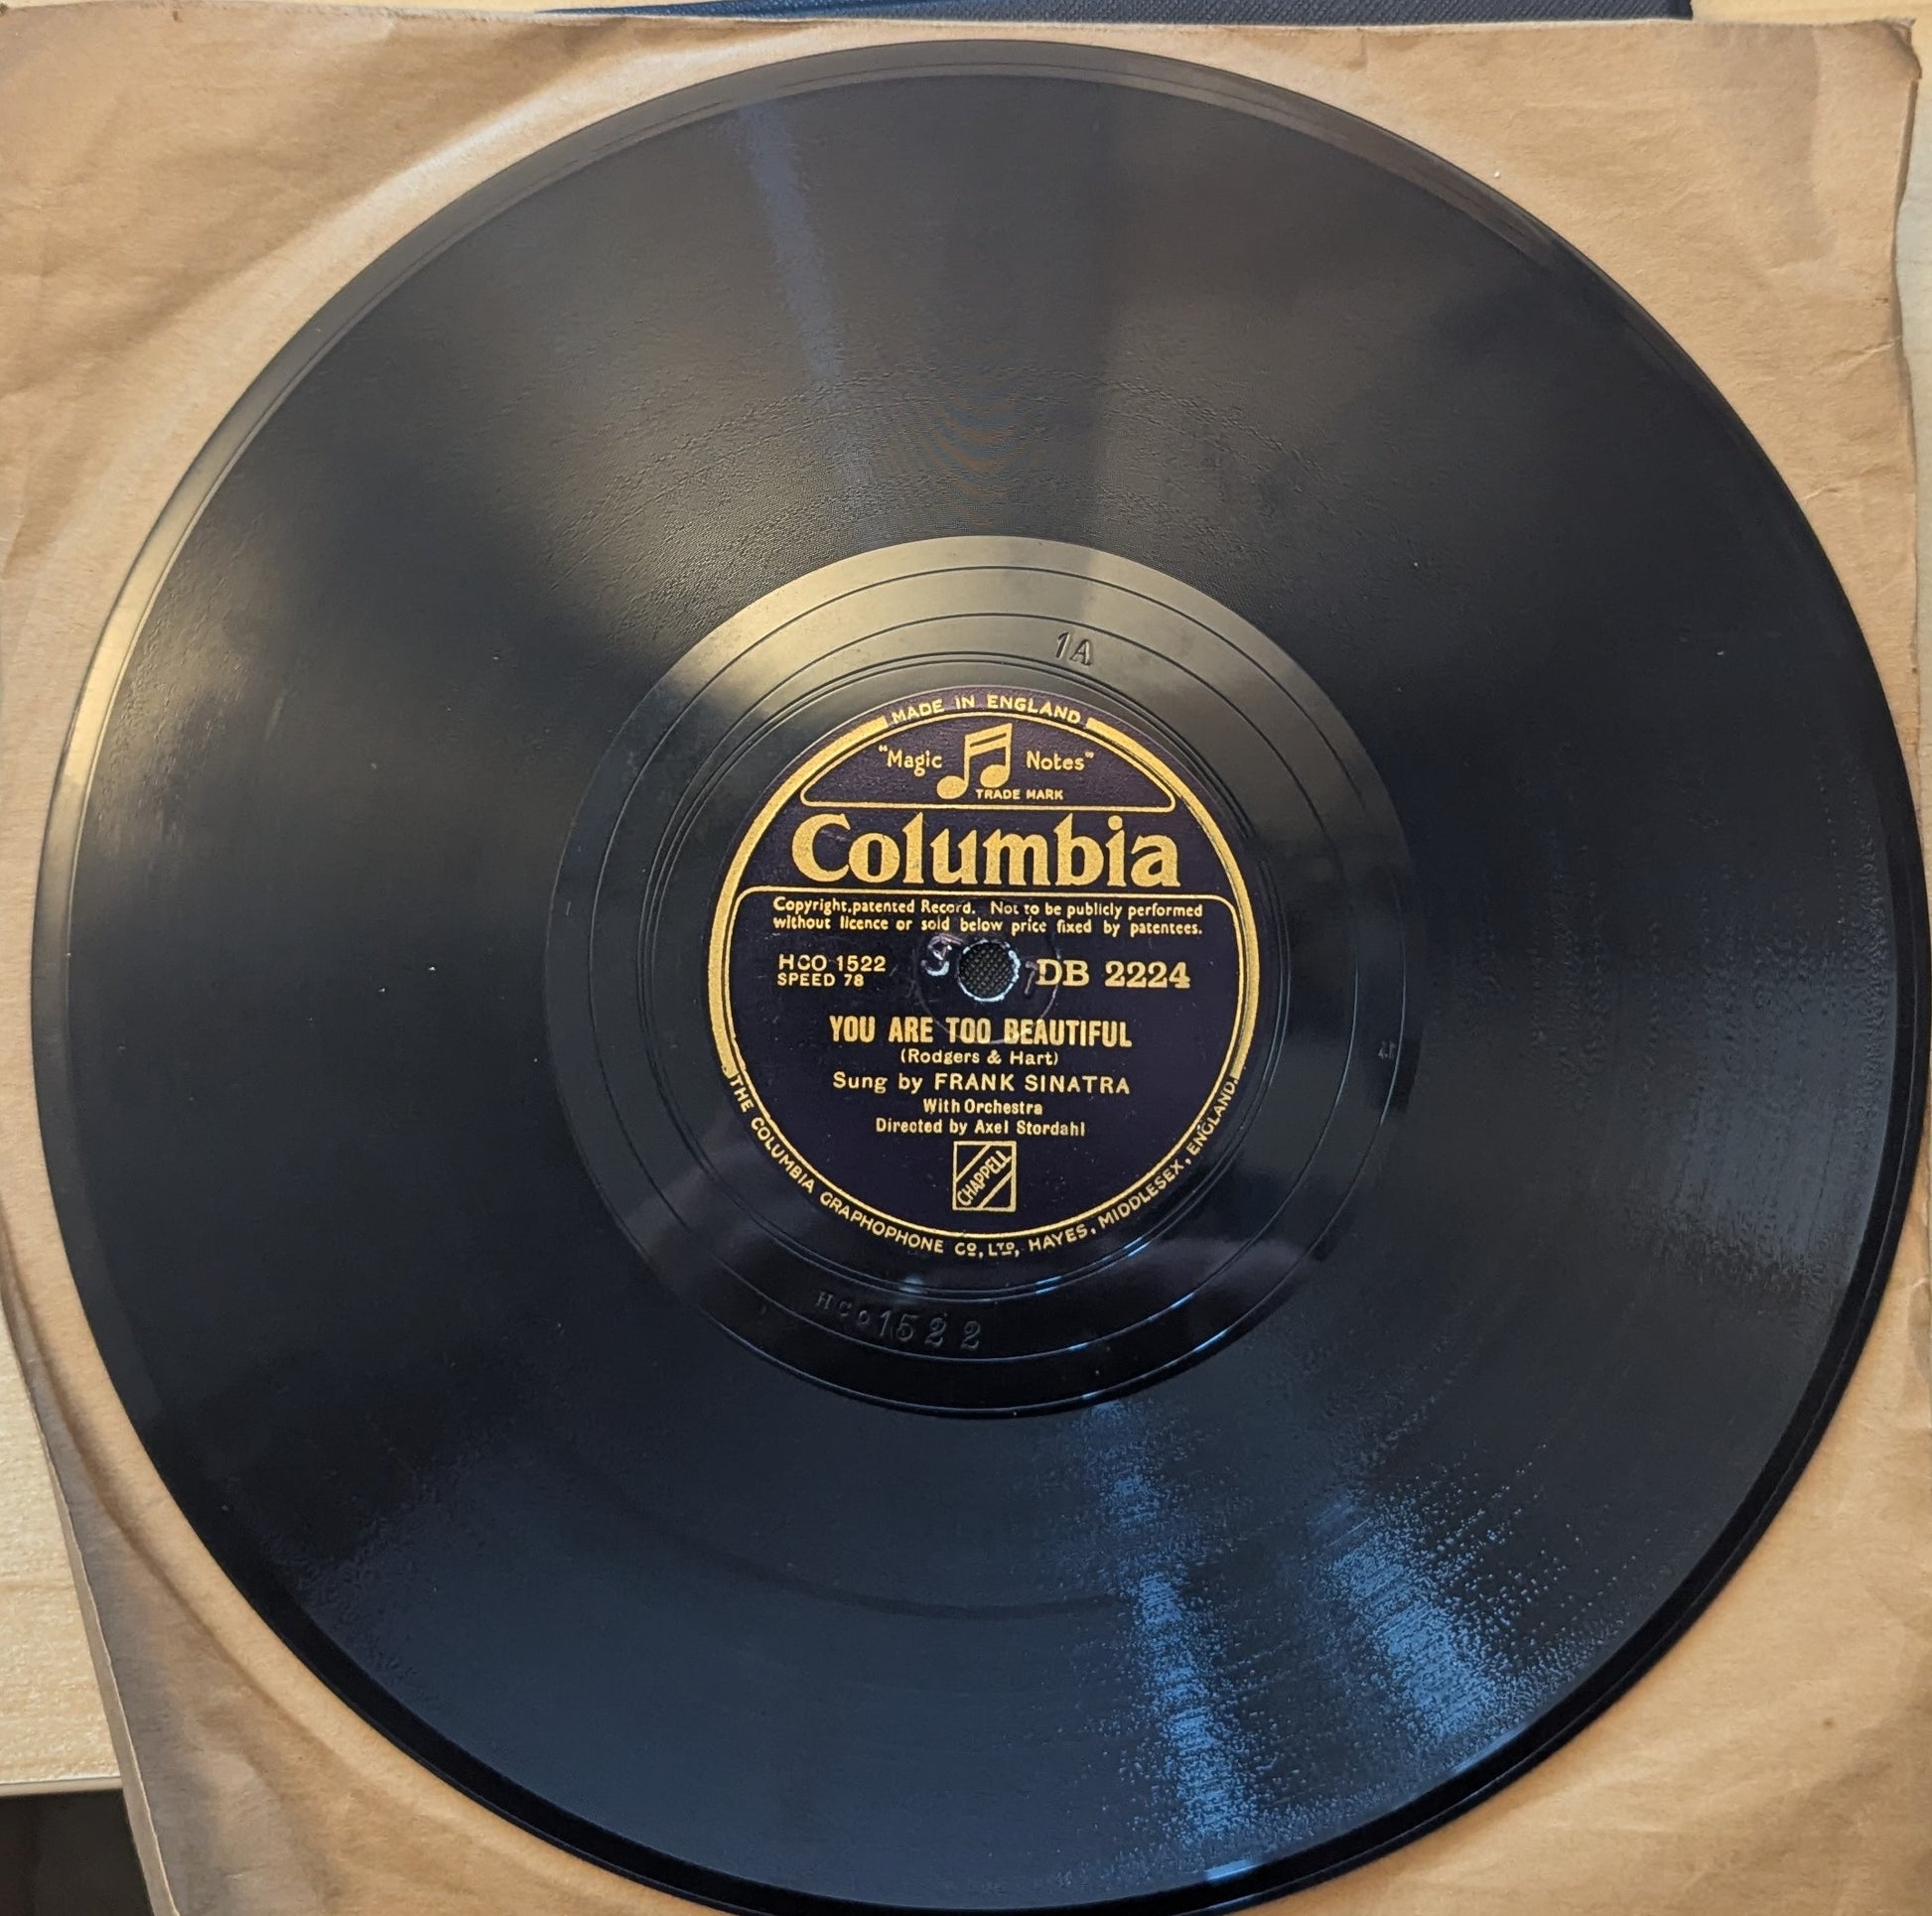 1A
MADE IN ENGLAND
"Magic Notes"
TRADE MARK
Columbia
Copyright,patented Record. Not to be publicly performed
without licence or sold below price fixed by patentees.
HCO 1522
SPEED 78
DB 2224
YOU ARE TOO BEAUTIFUL
(Rodgers & Hart)
Sung by FRANK SINATRA
With Orchestra
Directed by Axel Stordahl
CHAPPELL
THE COLUMBIA GRAPHOPHONE CO, LTD, HAYES, MIDDLESEX, ENGLAND.
HCO1522